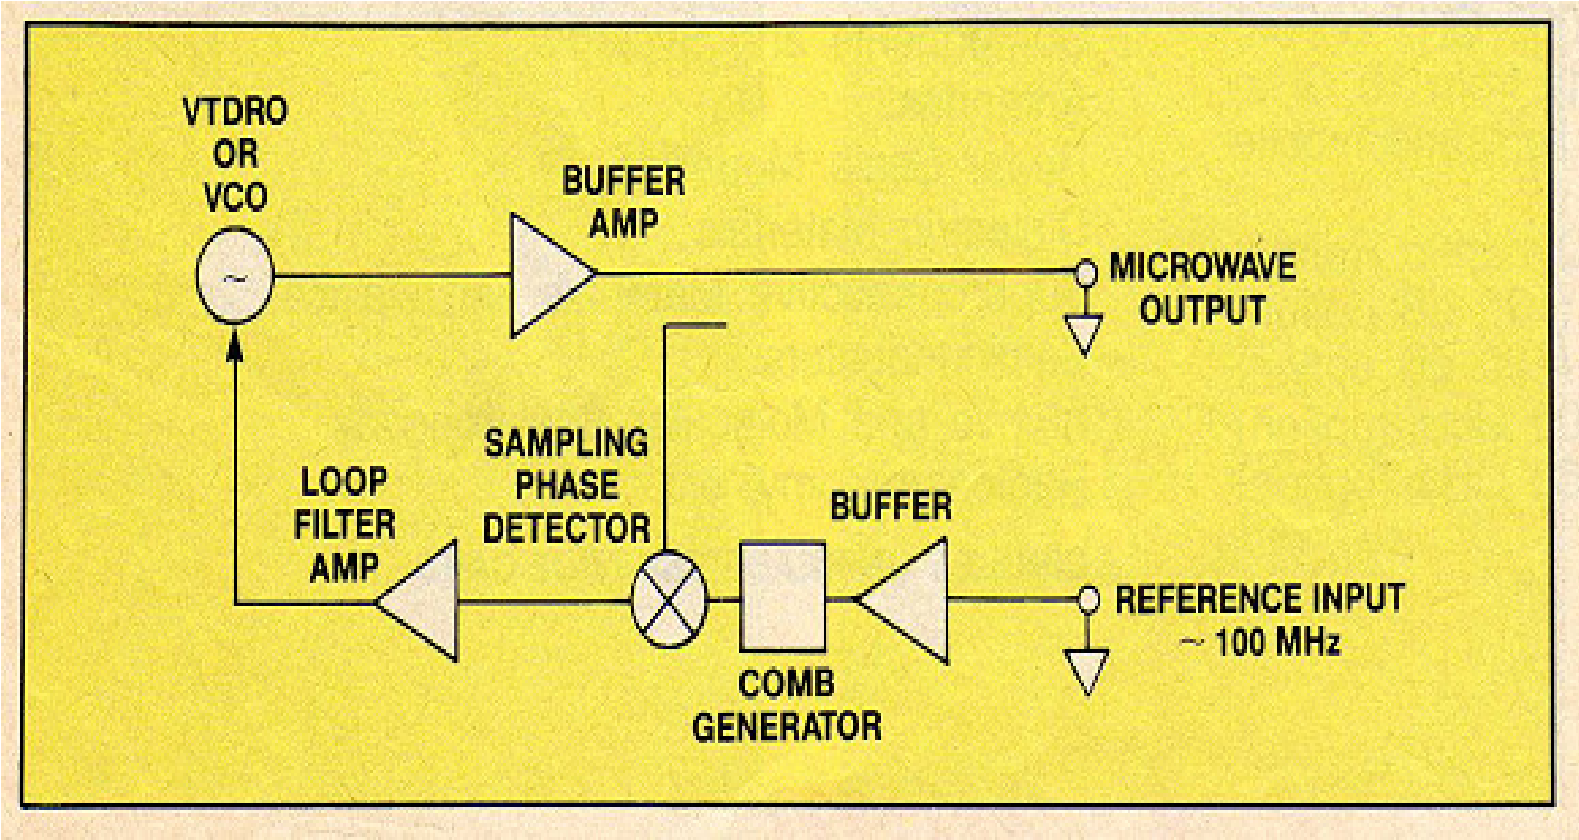 VTDRO
OR
VCO
BUFFER
AMP
MICROWAVE
OUTPUT
SAMPLING
PHASE
DETECTOR
LOOP
FILTER
AMP
BUFFER
REFERENCE INPUT
~ 100 MHz
COMB
GENERATOR